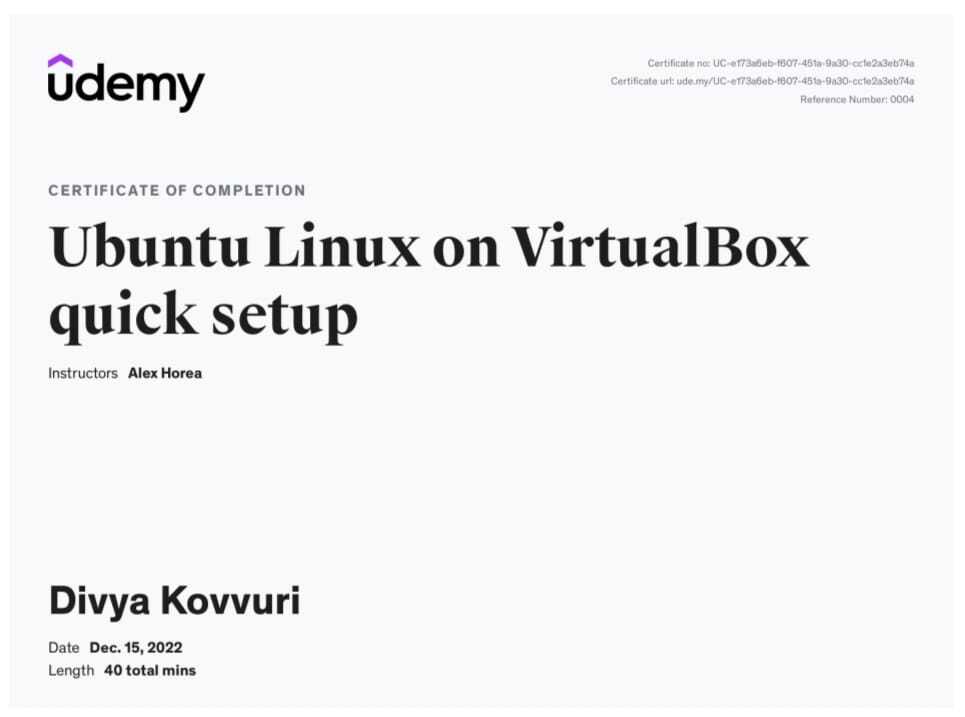 udemy
Certificate no: UC-e173a6eb-f607-451a-9a30-cc1e2a3eb74a
Certificate url: ude.my/UC-e173a6eb-f607-451a-9a30-cc1e2a3eb74a
Reference Number: 0004
CERTIFICATE OF COMPLETION
Ubuntu Linux on VirtualBox
quick setup
Instructors Alex Horea
Divya Kovvuri
Date Dec. 15, 2022
Length 40 total mins